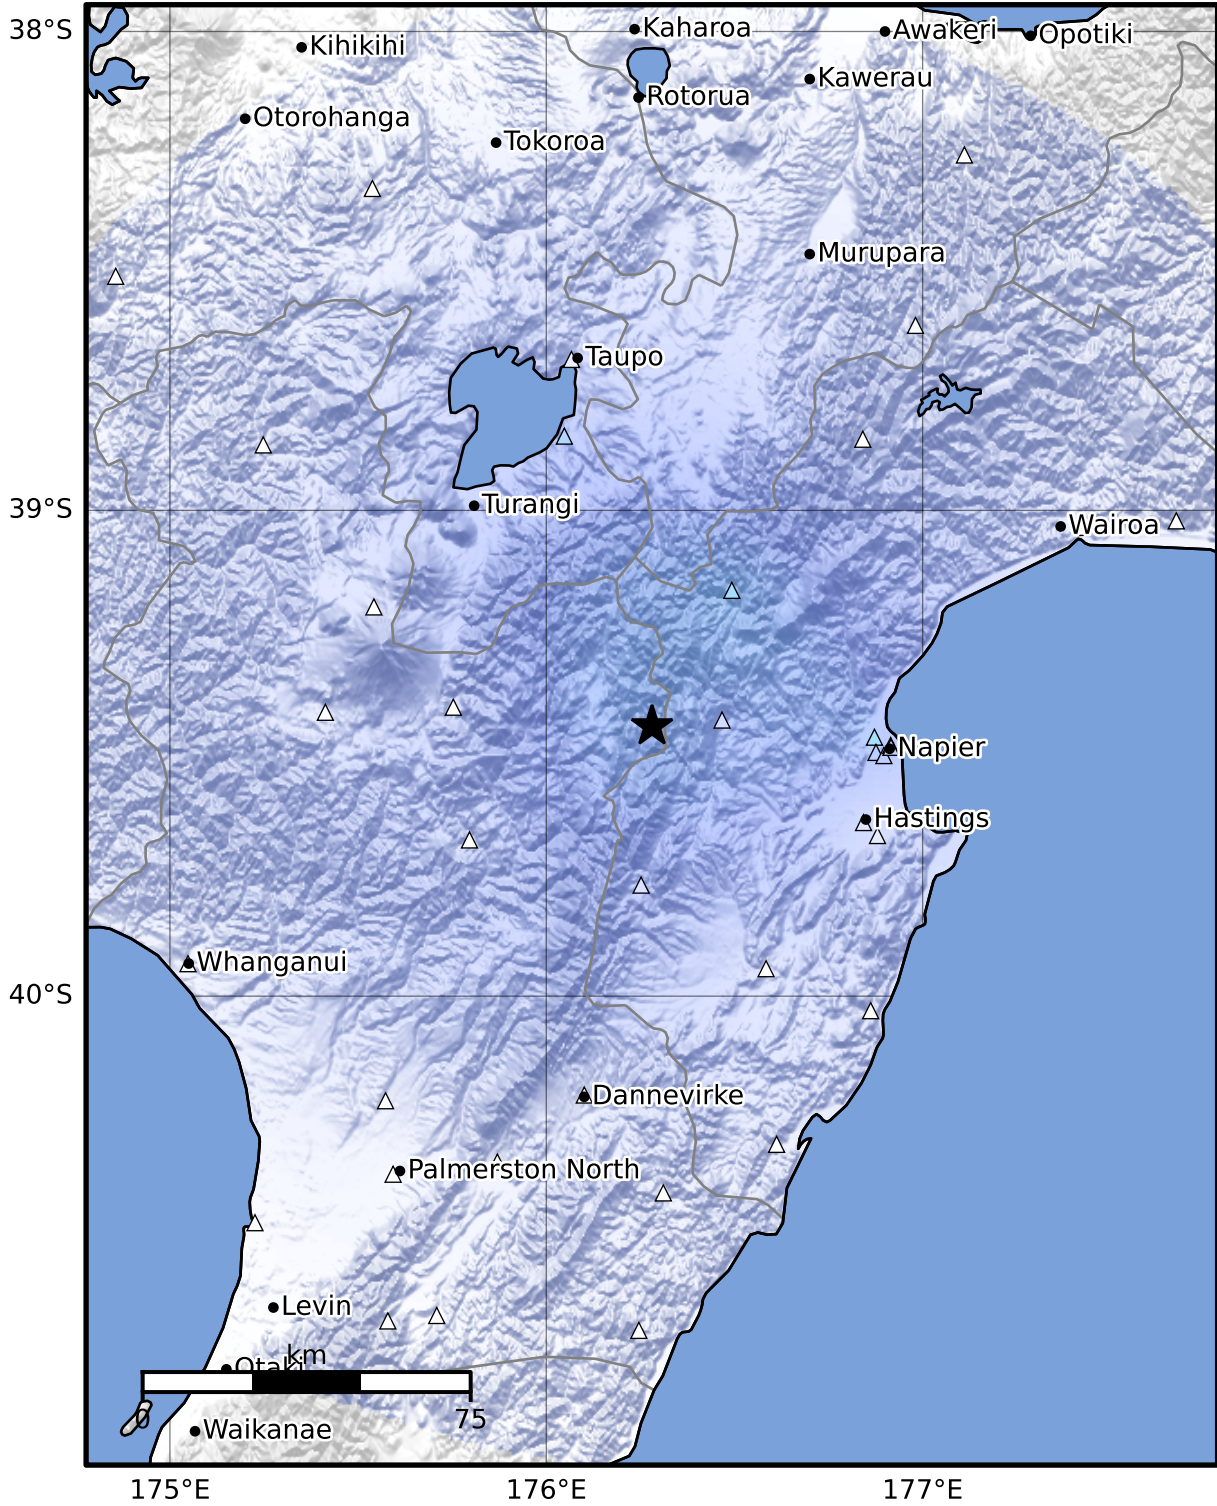 38°S
Kihikihi
Kaharoa
Awakeri
Opotiki
Kawerau
Rotorua
Otorohanga
Tokoroa
Murupara
Taupo
39°S
Turangi
Wairoa
Napier
Hastings
Whanganui
40°S
Dannevirke
Palmerston North
Levin
km
Otaki
0
75
Waikanae
175°E
176°E
177°E